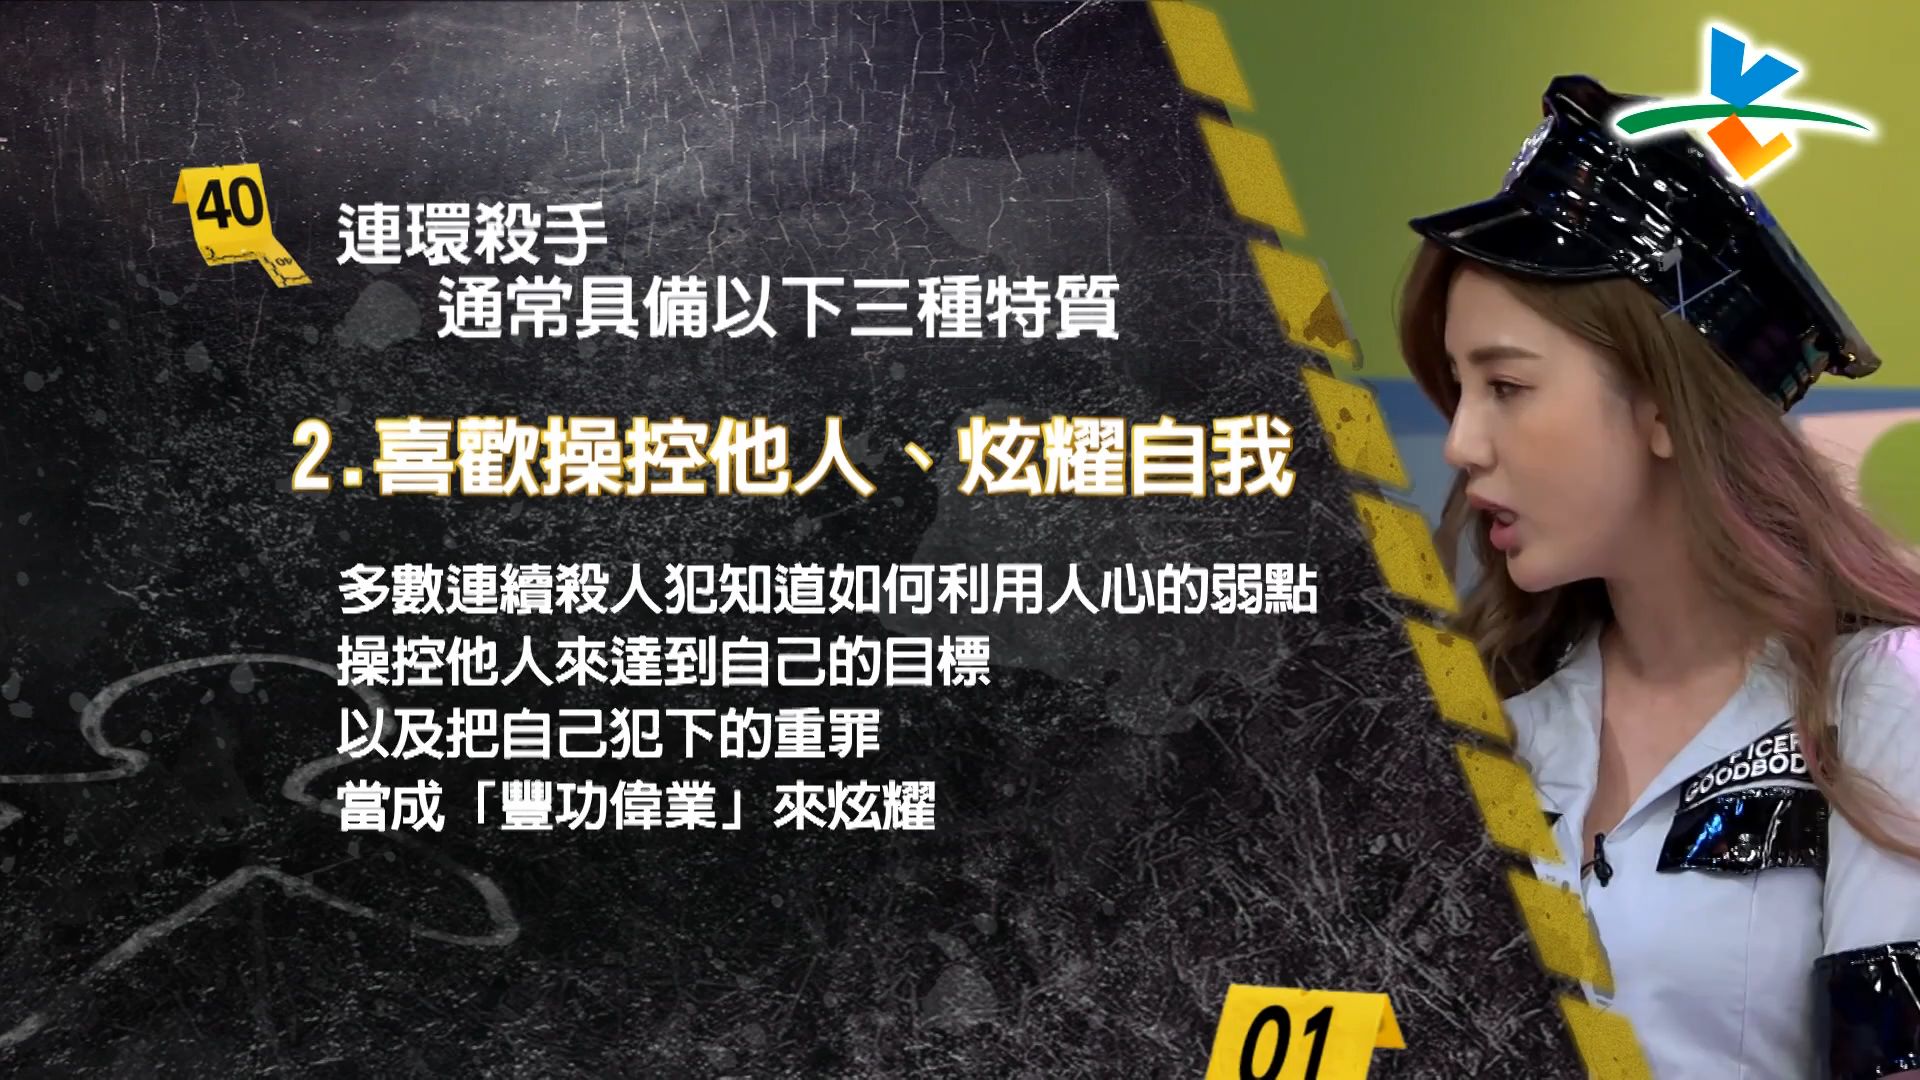 40
連環殺手
通常具備以下三種特質
2.喜歡操控他人、炫耀自我
多數連續殺人犯知道如何利用人心的弱點
操控他人來達到自己的目標
以及把自己犯下的重罪
當成「豐功偉業」來炫耀
GOODBOD
01